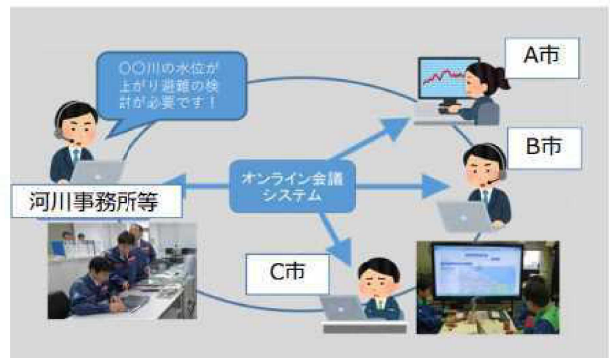 〇〇川の水位が
上がり避難の検
討が必要です！
河川事務所等
オンライン会議
システム
A市
B市
C市